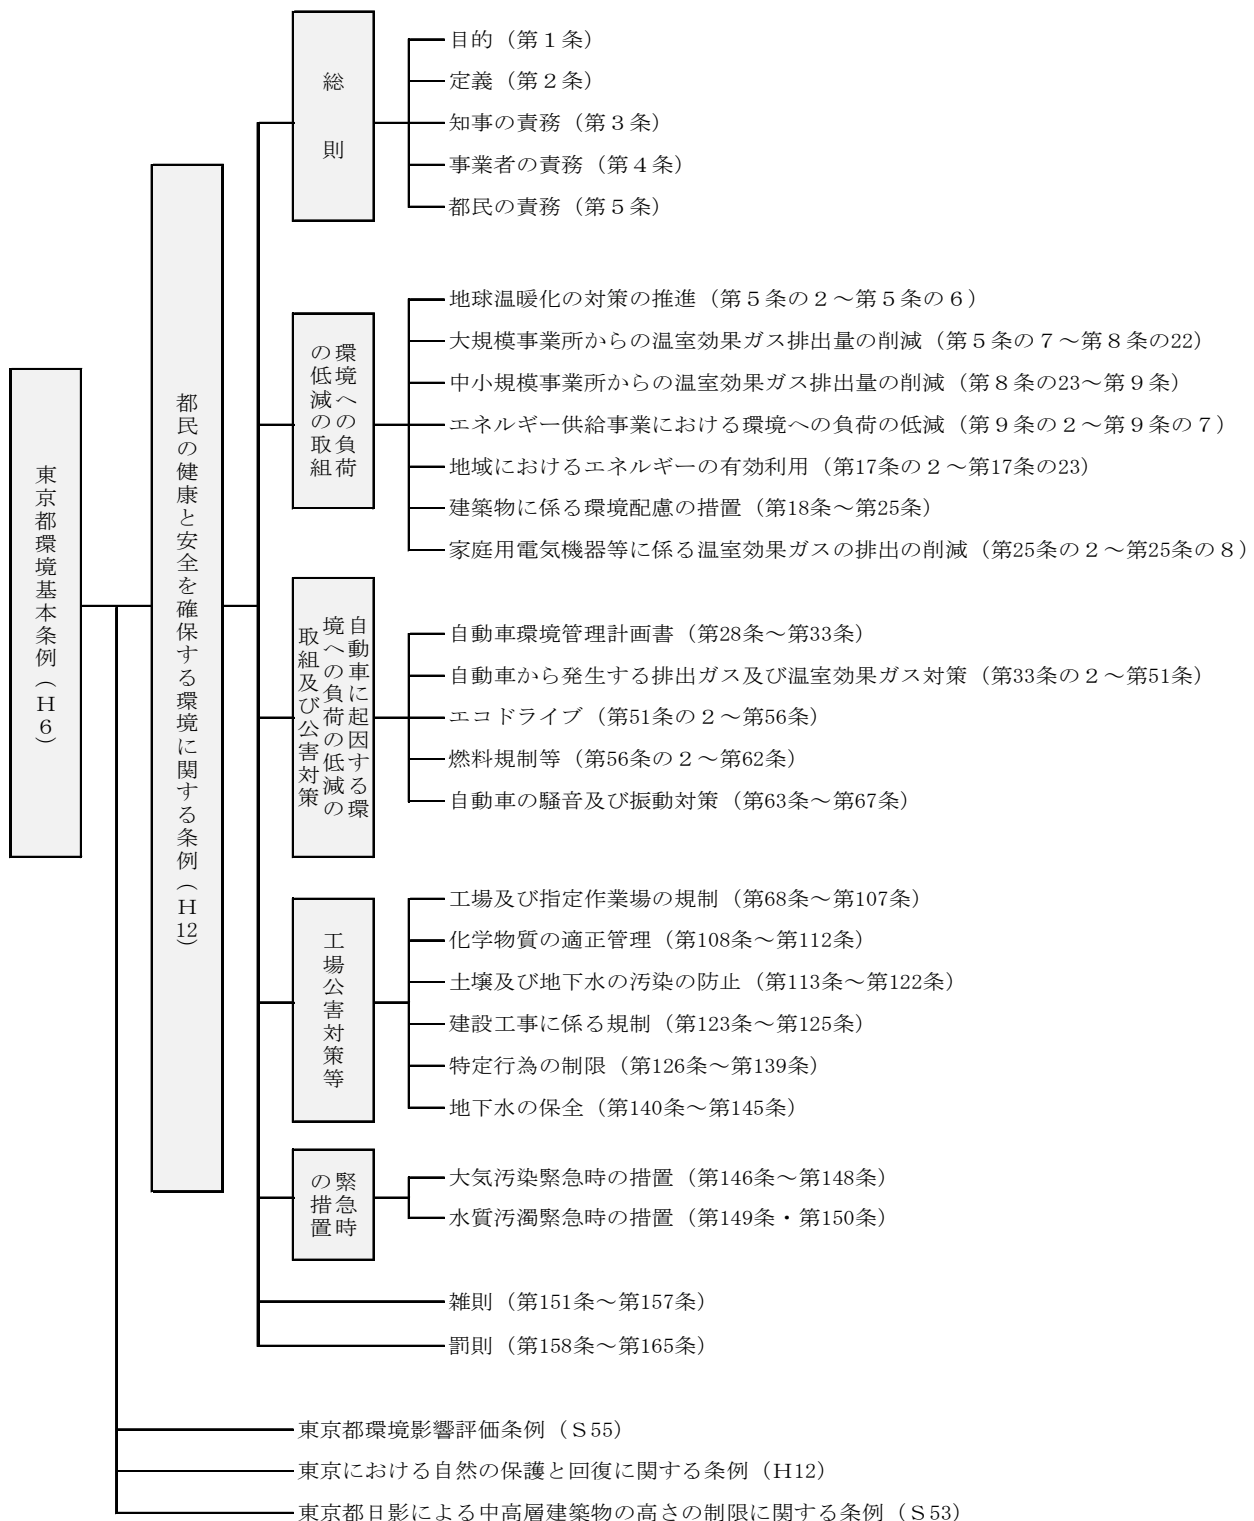 東京都環境基本条例（H６）
都民の健康と安全を確保する環境に関する条例（H12）
総則
目的（第１条）
定義（第２条）
知事の責務（第３条）
事業者の責務（第４条）
都民の責務（第５条）
環境への負荷
の低減の取組
地球温暖化の対策の推進（第５条の２～第５条の６）
大規模事業所からの温室効果ガス排出量の削減（第５条の７～第８条の22）
中小規模事業所からの温室効果ガス排出量の削減（第８条の23～第９条）
エネルギー供給事業における環境への負荷の低減（第９条の２～第９条の７）
地域におけるエネルギーの有効利用（第17条の２～第17条の23）
建築物に係る環境配慮の措置（第18条～第25条）
家庭用電気機器等に係る温室効果ガスの排出の削減（第25条の２～第25条の８）
自動車に起因する環
境への負荷の低減の
取組及び公害対策
自動車環境管理計画書（第28条～第33条）
自動車から発生する排出ガス及び温室効果ガス対策（第33条の２～第51条）
エコドライブ（第51条の２～第56条）
燃料規制等（第56条の２～第62条）
自動車の騒音及び振動対策（第63条～第67条）
工場公害対策等
工場及び指定作業場の規制（第68条～第107条）
化学物質の適正管理（第108条～第112条）
土壌及び地下水の汚染の防止（第113条～第122条）
建設工事に係る規制（第123条～第125条）
特定行為の制限（第126条～第139条）
地下水の保全（第140条～第145条）
緊急時
の措置
大気汚染緊急時の措置（第146条～第148条）
水質汚濁緊急時の措置（第149条・第150条）
雑則（第151条～第157条）
罰則（第158条～第165条）
東京都環境影響評価条例（Ｓ55）
東京における自然の保護と回復に関する条例（H12）
東京都日影による中高層建築物の高さの制限に関する条例（Ｓ53）